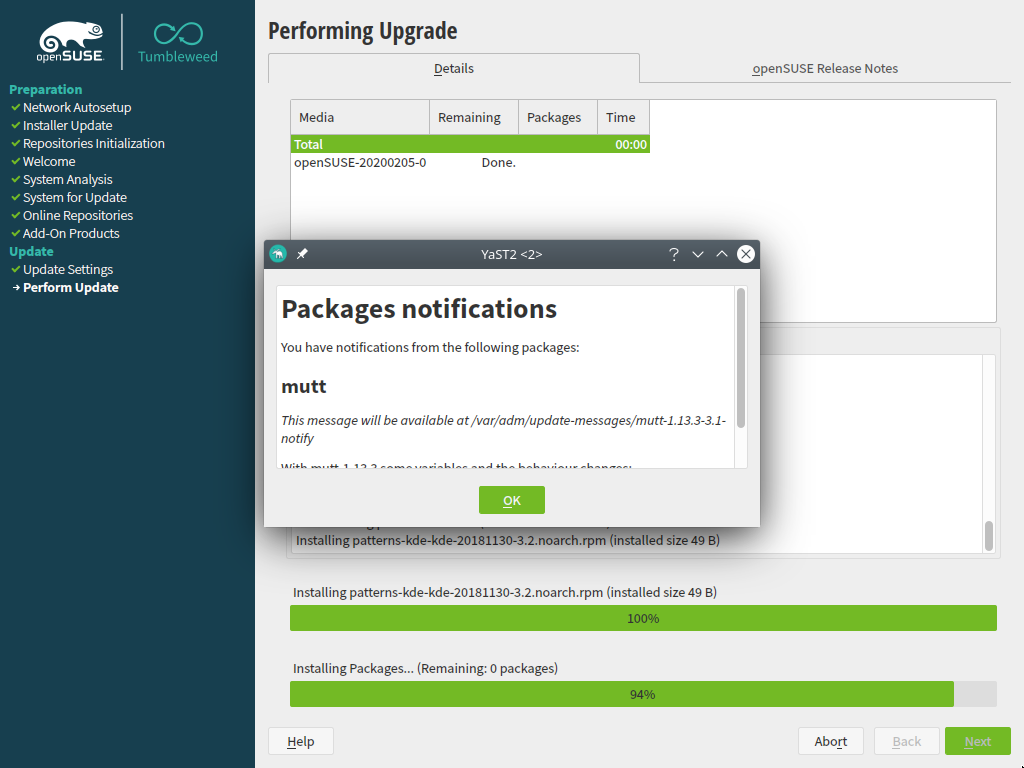 openSUSE
Tumbleweed
Preparation
Network Autosetup
Installer Update
Repositories Initialization
Welcome
System Analysis
System for Update
Online Repositories
Add-On Products
Update
Update Settings
Perform Update
Performing Upgrade
Details
openSUSE Release Notes
Media Remaining Packages Time
Total 00:00
openSUSE-20200205-0 Done.
YaST2 <2>
Packages notifications
You have notifications from the following packages:
mutt
This message will be available at /var/adm/update-messages/mutt-1.13.3-3.1-
notify
With mutt-1.13.3 some variables and the behaviour changes:
OK
Installing patterns-kde-kde-20181130-3.2.noarch.rpm (installed size 49 B)
Installing patterns-kde-kde-20181130-3.2.noarch.rpm (installed size 49 B)
100%
Installing Packages... (Remaining: 0 packages)
94%
Help
Abort
Back
Next